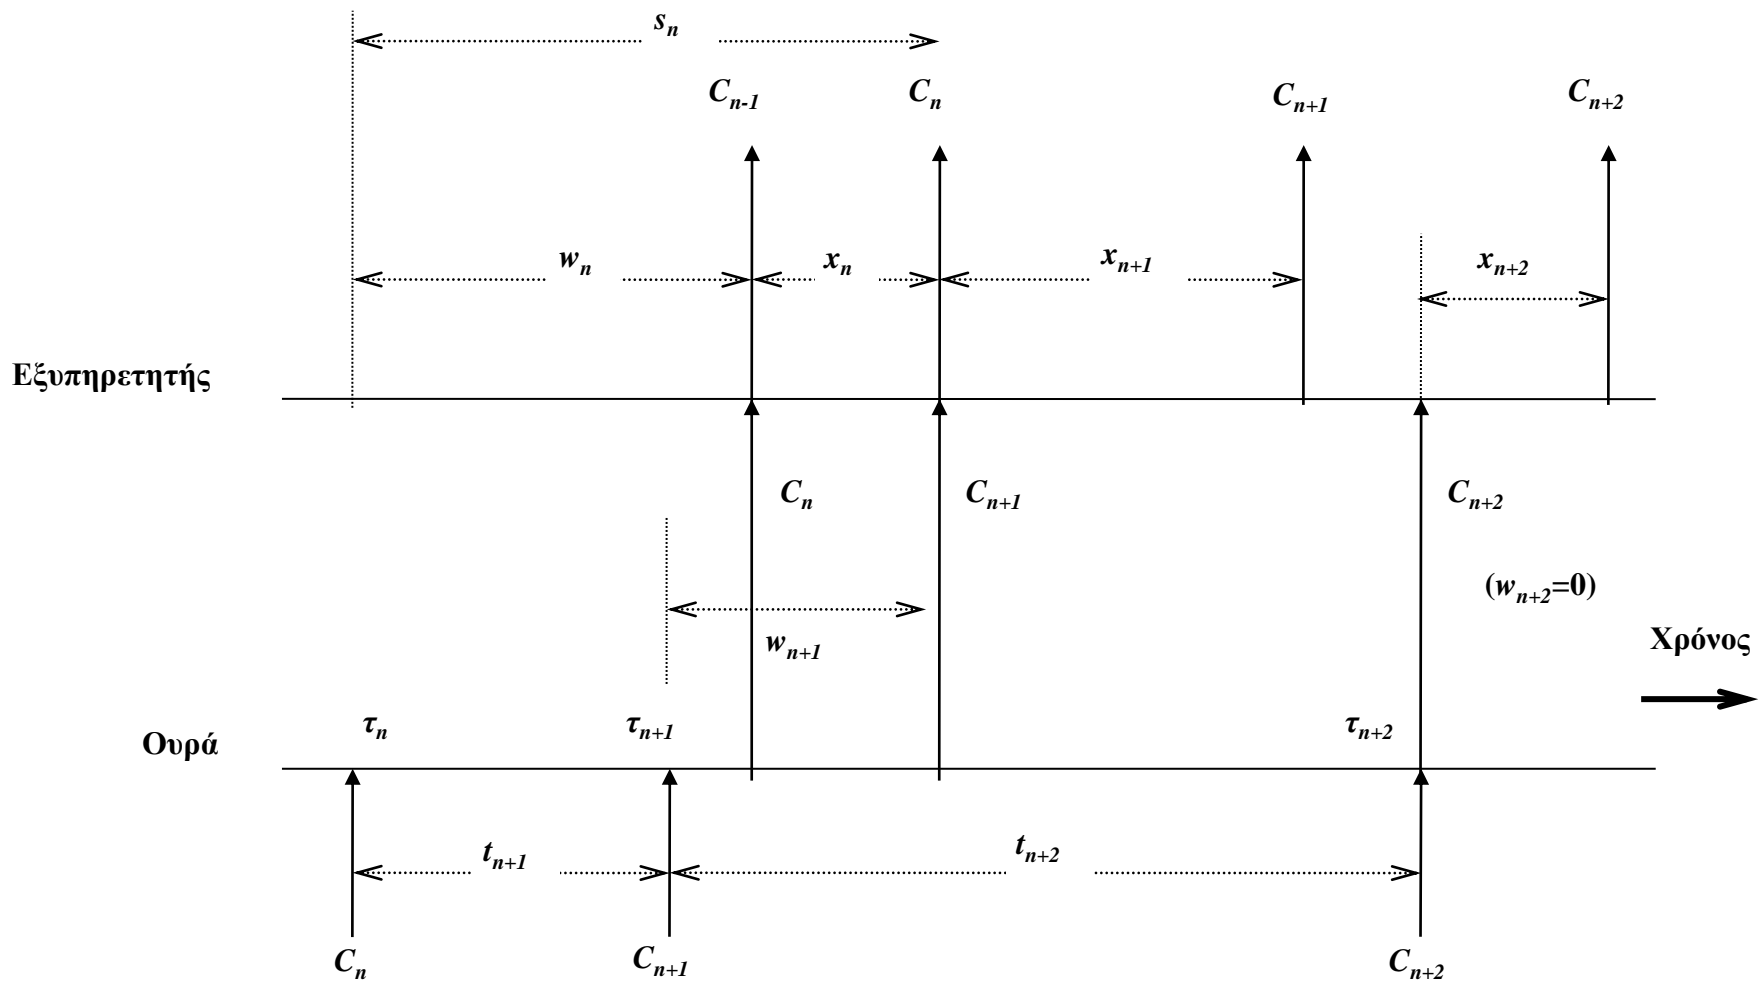 s_n
C_{n-1} C_n C_{n+1} C_{n+2}
w_n x_n x_{n+1} x_{n+2}
Εξυπηρετητής
C_n C_{n+1} C_{n+2}
(w_{n+2}=0)
w_{n+1}
Χρόνος
τ_n τ_{n+1} τ_{n+2}
Ουρά
t_{n+1} t_{n+2}
C_n C_{n+1} C_{n+2}